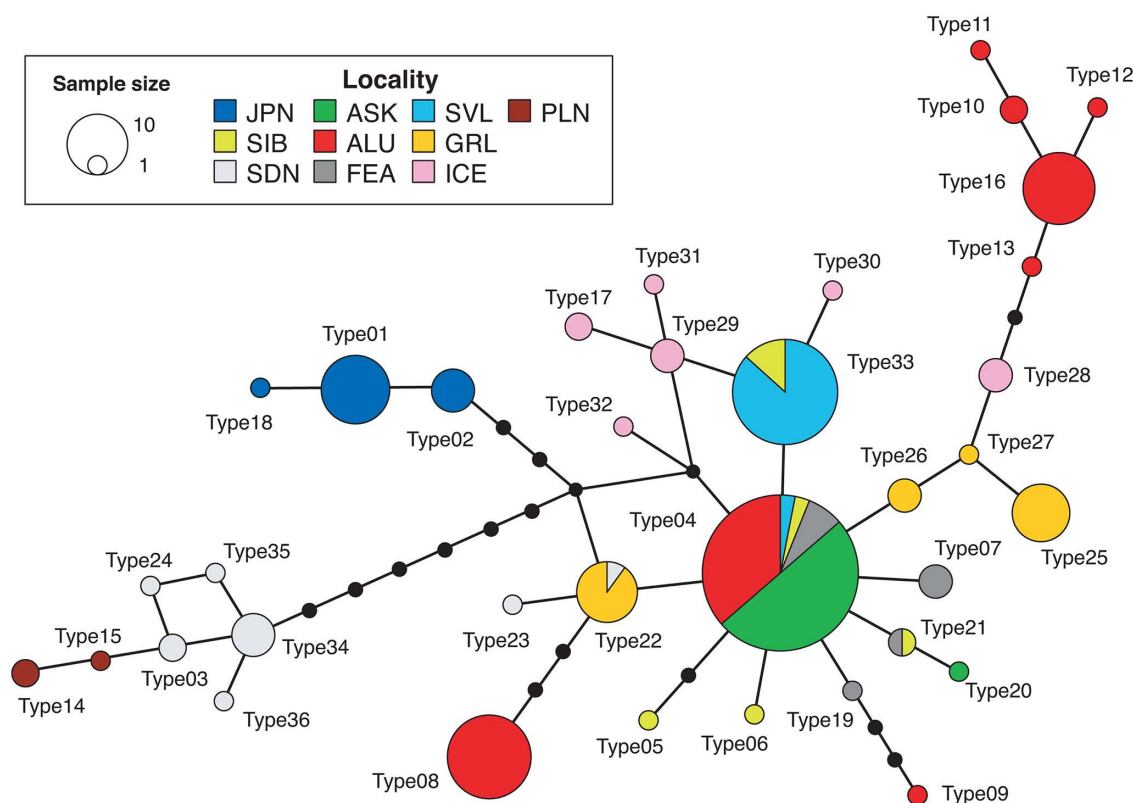 Sample size
10
1
Locality
JPN ASK SVL PLN
SIB ALU GRL
SDN FEA ICE
Type11
Type12
Type10
Type16
Type13
Type31
Type30
Type17
Type29
Type01
Type33
Type28
Type18
Type32
Type02
Type27
Type26
Type04
Type25
Type35
Type24
Type07
Type15
Type23
Type22
Type21
Type34
Type03
Type20
Type14
Type36
Type19
Type05
Type06
Type08
Type09